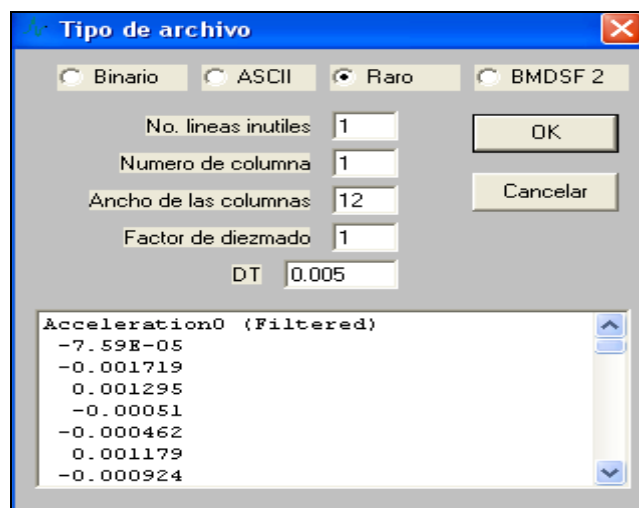 Tipo de archivo
Binario ASCII Raro BMDSF 2
No. lineas inutiles 1
OK
Numero de columna 1
Ancho de las columnas 12
Cancelar
Factor de diezmado 1
DT 0.005
Acceleration0 (Filtered)
-7.59E-05
-0.001719
0.001295
-0.00051
-0.000462
0.001179
-0.000924